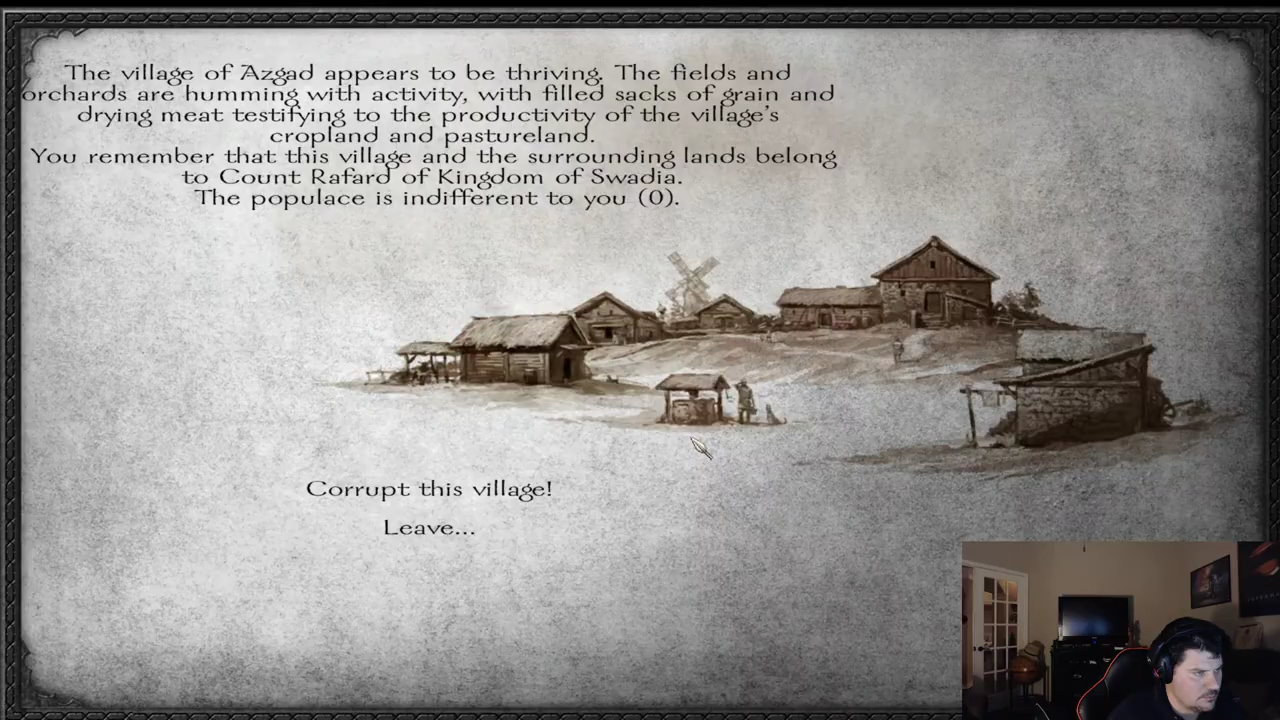 The village of Azgad appears to be thriving. The fields and
orchards are humming with activity, with filled sacks of grain and
drying meat testifying to the productivity of the village's
cropland and pastureland.
You remember that this village and the surrounding lands belong
to Count Rafard of Kingdom of Swadia.
The populace is indifferent to you (0).
Corrupt this village!
Leave...